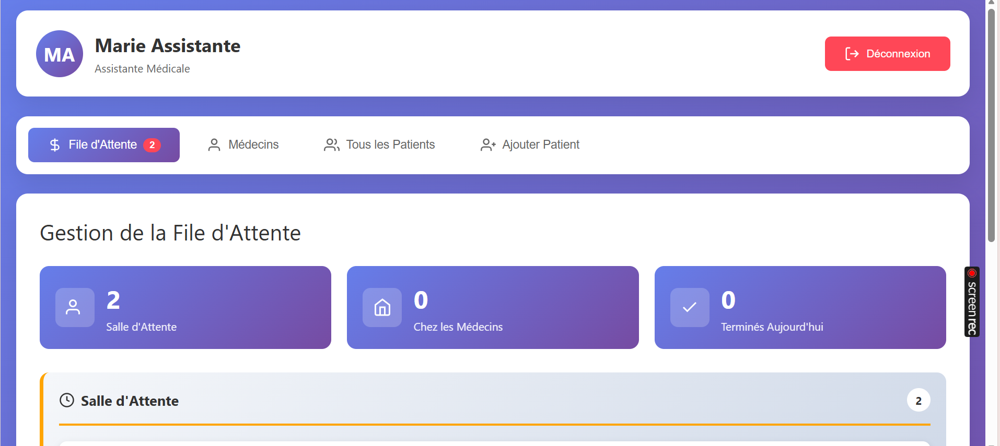 MA
Marie Assistante
Assistante Médicale
Déconnexion
File d'Attente 2
Médecins
Tous les Patients
Ajouter Patient
Gestion de la File d'Attente
2
Salle d'Attente
0
Chez les Médecins
0
Terminés Aujourd'hui
screenrec
Salle d'Attente
2